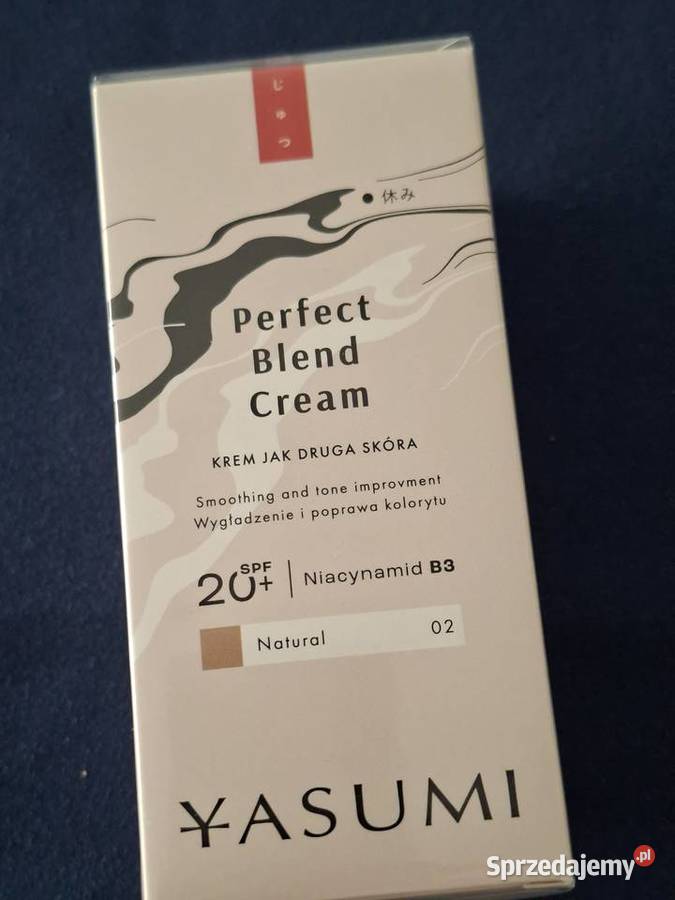 じゅつ
休み
Perfect
Blend
Cream
KREM JAK DRUGA SKÓRA
Smoothing and tone improvment
Wygładzenie i poprawa kolorytu
20+ SPF | Niacynamid B3
Natural 02
YASUMI
Sprzedajemy.pl